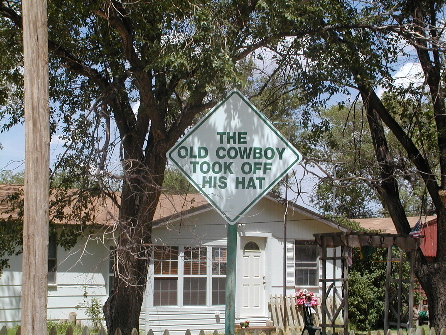 THE
OLD COWBOY
TOOK OFF
HIS HAT